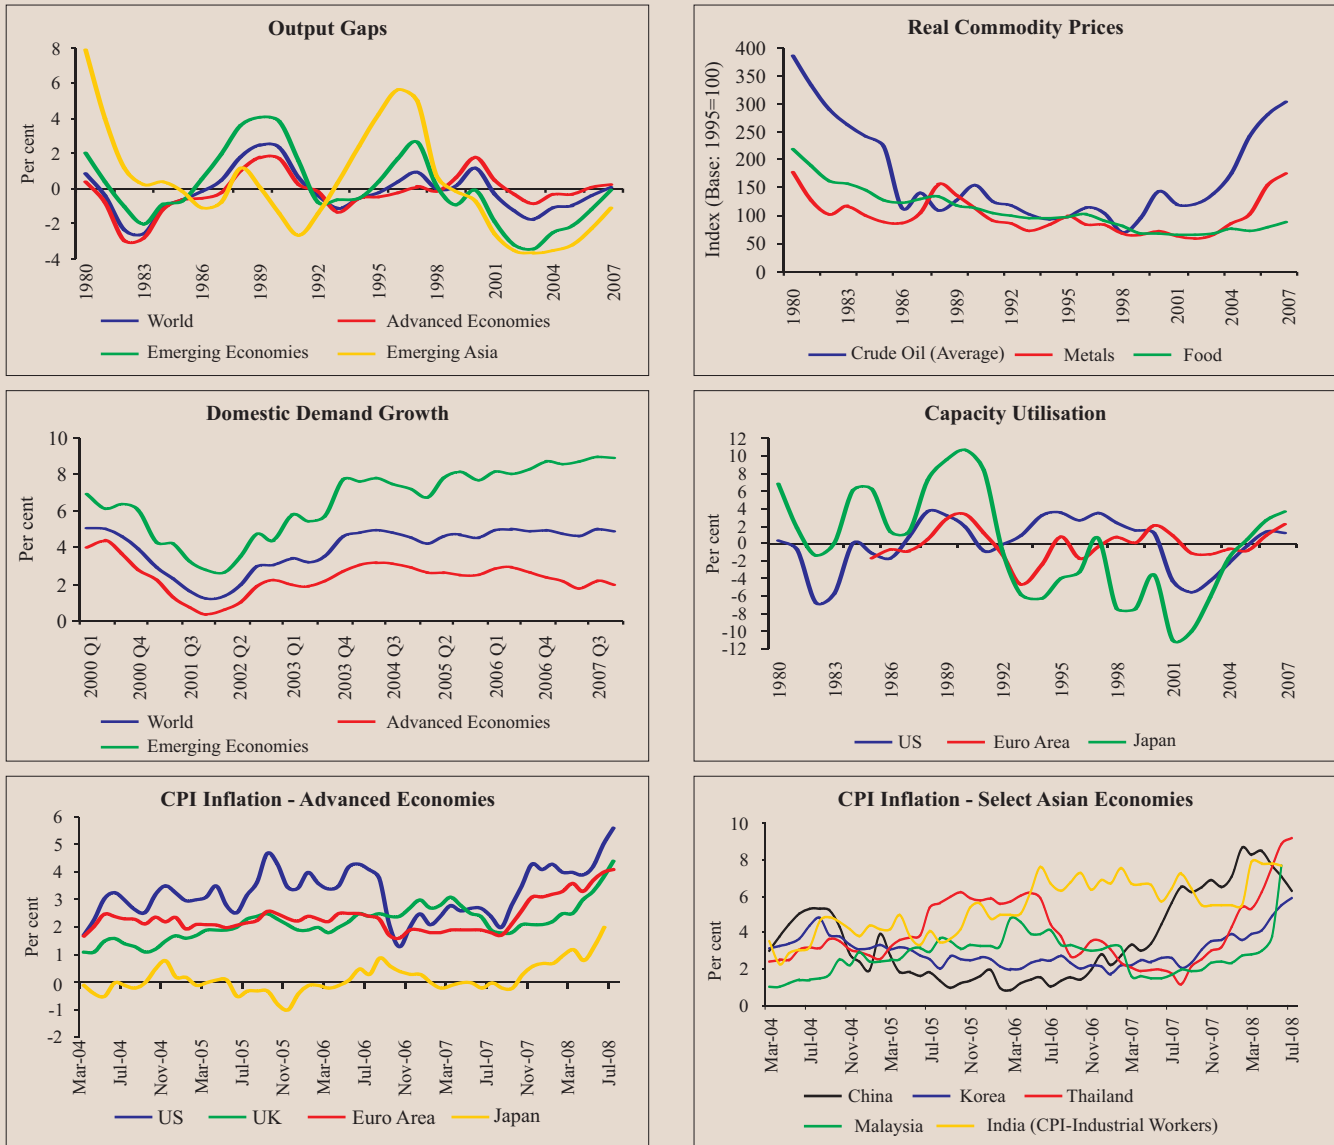 Output Gaps
Per cent
8
6
4
2
0
-2
-4
1980
1983
1986
1989
1992
1995
1998
2001
2004
2007
World
Advanced Economies
Emerging Economies
Emerging Asia
Real Commodity Prices
Index (Base: 1995=100)
400
350
300
250
200
150
100
50
0
1980
1983
1986
1989
1992
1995
1998
2001
2004
2007
Crude Oil (Average)
Metals
Food
Domestic Demand Growth
Per cent
10
8
6
4
2
0
2000 Q1
2000 Q4
2001 Q3
2002 Q2
2003 Q1
2003 Q4
2004 Q3
2005 Q2
2006 Q1
2006 Q4
2007 Q3
World
Advanced Economies
Emerging Economies
Capacity Utilisation
Per cent
12
10
8
6
4
2
0
-2
-4
-6
-8
-10
-12
1980
1983
1986
1989
1992
1995
1998
2001
2004
2007
US
Euro Area
Japan
CPI Inflation - Advanced Economies
Per cent
6
5
4
3
2
1
0
-1
-2
Mar-04
Jul-04
Nov-04
Mar-05
Jul-05
Nov-05
Mar-06
Jul-06
Nov-06
Mar-07
Jul-07
Nov-07
Mar-08
Jul-08
US
UK
Euro Area
Japan
CPI Inflation - Select Asian Economies
Per cent
10
8
6
4
2
0
Mar-04
Jul-04
Nov-04
Mar-05
Jul-05
Nov-05
Mar-06
Jul-06
Nov-06
Mar-07
Jul-07
Nov-07
Mar-08
Jul-08
China
Korea
Thailand
Malaysia
India (CPI-Industrial Workers)